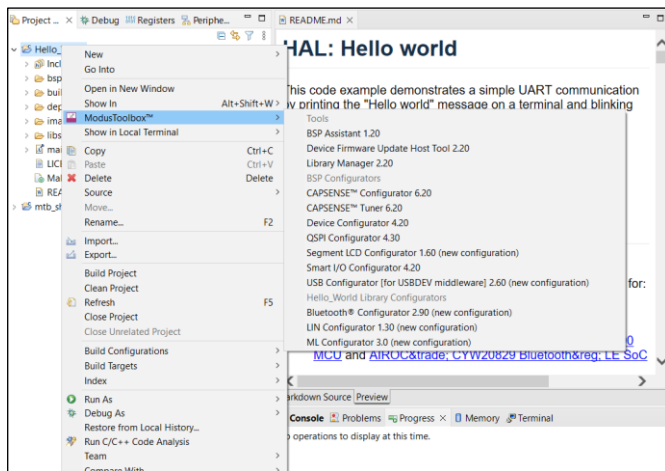 Project ... × Debug Registers Periphe...
README.md ×
Hello_
Incl
bsp
buil
dep
ima
libs
ma
LICI
Mal
REA
mtb_sh
New
Go Into
Open in New Window
Show In Alt+Shift+W >
ModusToolbox™
Show in Local Terminal
Copy Ctrl+C
Paste Ctrl+V
Delete Delete
Source
Move...
Rename... F2
Import...
Export...
Build Project
Clean Project
Refresh F5
Close Project
Close Unrelated Project
Build Configurations
Build Targets
Index
Run As
Debug As
Restore from Local History...
Run C/C++ Code Analysis
Team
Compare With
HAL: Hello world
This code example demonstrates a simple UART communication
by printing the "Hello world" message on a terminal and blinking
Tools
BSP Assistant 1.20
Device Firmware Update Host Tool 2.20
Library Manager 2.20
BSP Configurators
CAPSENSE™ Configurator 6.20
CAPSENSE™ Tuner 6.20
Device Configurator 4.20
QSPI Configurator 4.30
Segment LCD Configurator 1.60 (new configuration)
Smart I/O Configurator 4.20
USB Configurator [for USBDEV middleware] 2.60 (new configuration)
Hello_World Library Configurators
Bluetooth® Configurator 2.90 (new configuration)
LIN Configurator 1.30 (new configuration)
ML Configurator 3.0 (new configuration)
for:
0
MCU and AIROC&trade; CYW20829 Bluetooth&reg; LE SoC
arkdown Source Preview
Console Problems Progress × Memory Terminal
operations to display at this time.